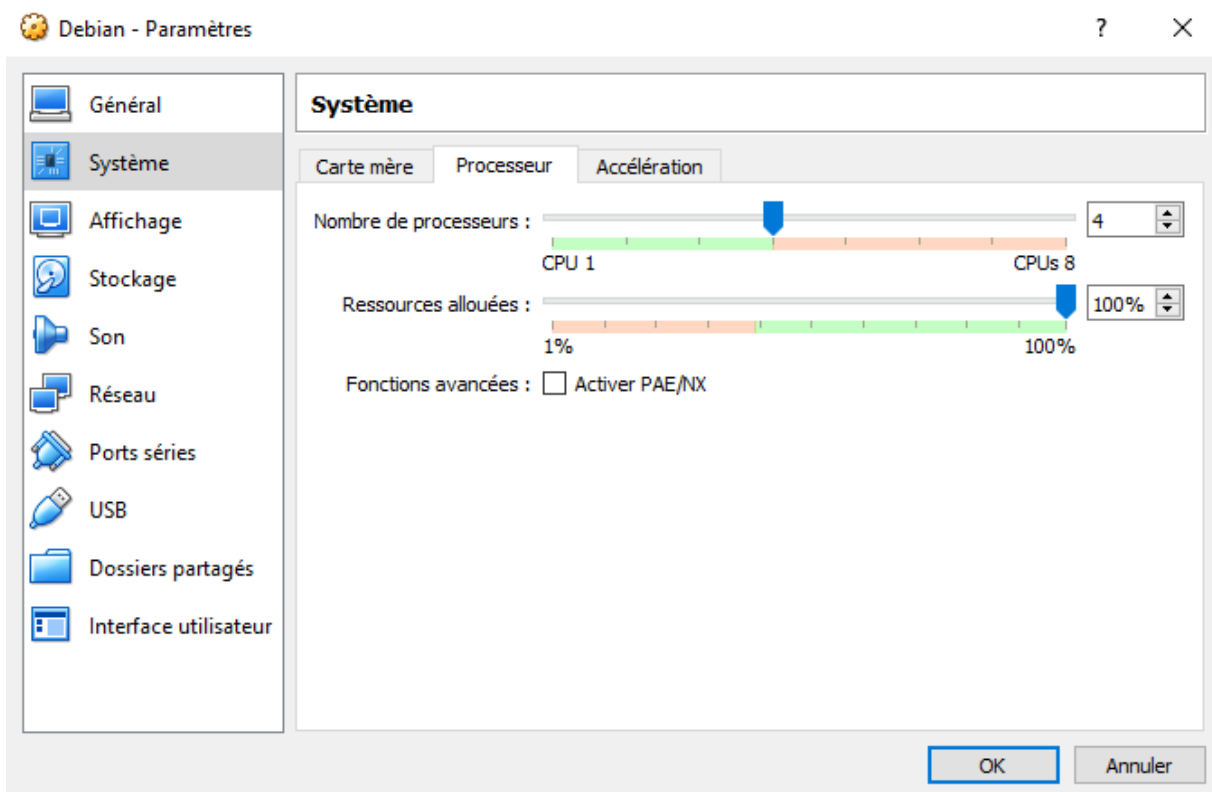 Debian - Paramètres
?
Général
Système
Affichage
Stockage
Son
Réseau
Ports séries
USB
Dossiers partagés
Interface utilisateur
Système
Carte mère Processeur Accélération
Nombre de processeurs : 4
CPU 1 CPUs 8
Ressources allouées : 100%
1% 100%
Fonctions avancées : Activer PAE/NX
OK Annuler